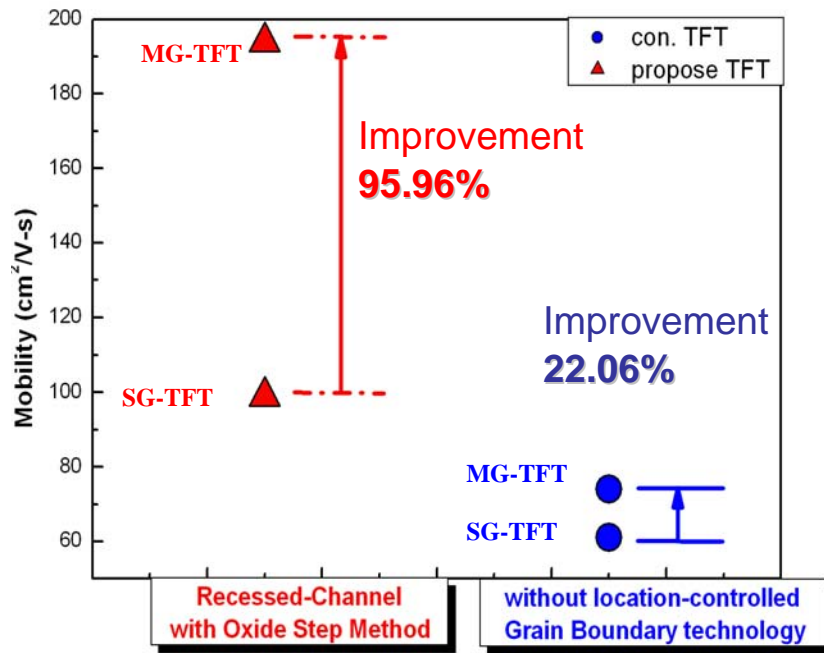 200
180
160
140
120
100
80
60
Mobility (cm²/V-s)
con. TFT
propose TFT
MG-TFT
Improvement
95.96%
SG-TFT
Improvement
22.06%
MG-TFT
SG-TFT
Recessed-Channel
with Oxide Step Method
without location-controlled
Grain Boundary technology